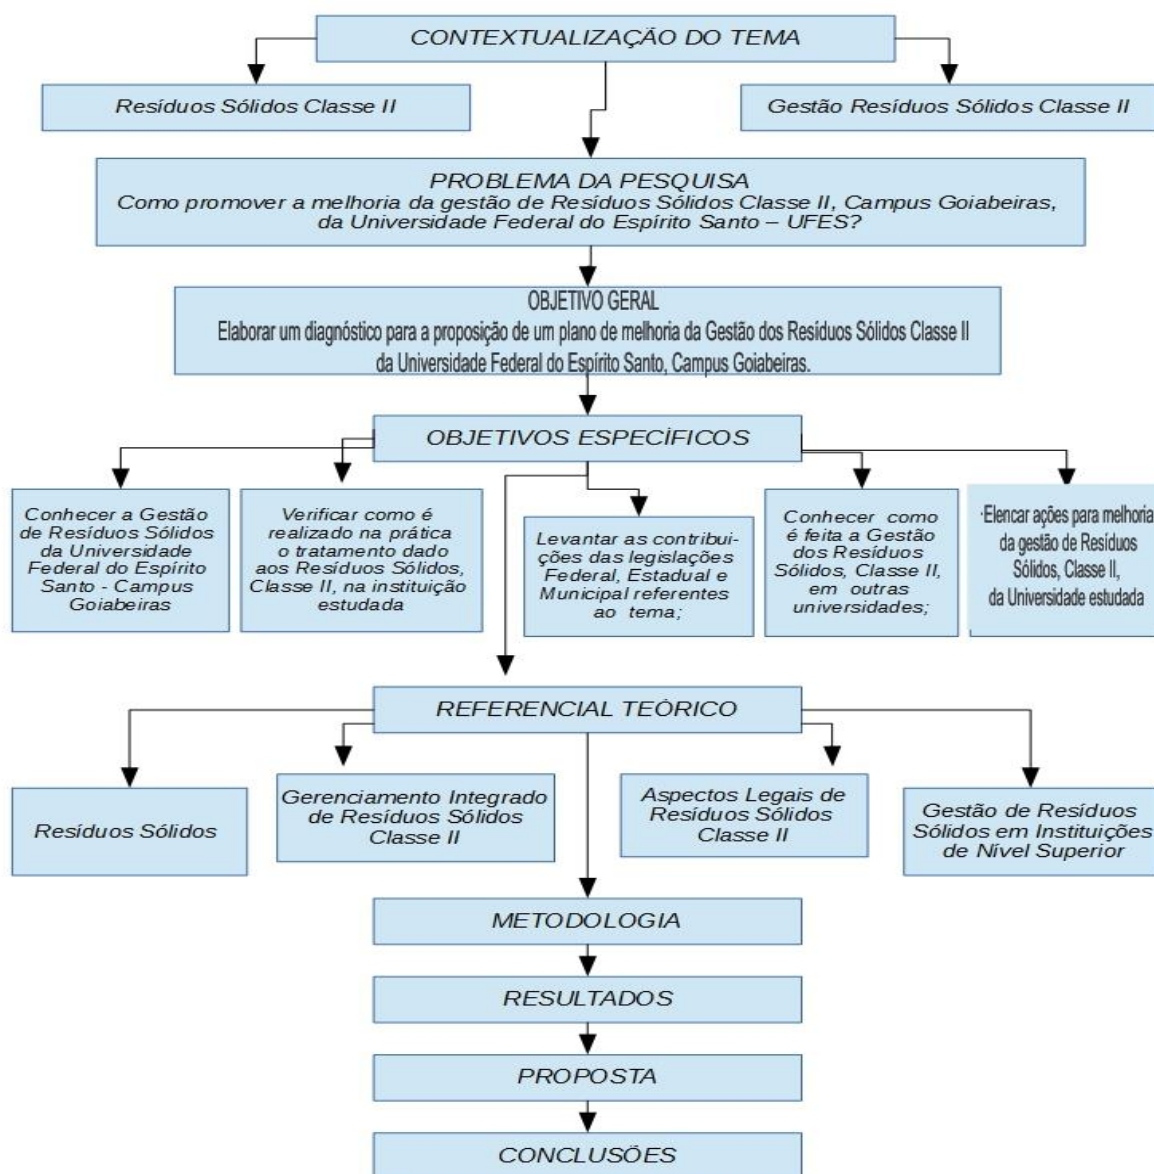 CONTEXTUALIZAÇÃO DO TEMA
Resíduos Sólidos Classe II
Gestão Resíduos Sólidos Classe II
PROBLEMA DA PESQUISA
Como promover a melhoria da gestão de Resíduos Sólidos Classe II, Campus Goiabeiras,
da Universidade Federal do Espírito Santo – UFES?
OBJETIVO GERAL
Elaborar um diagnóstico para a proposição de um plano de melhoria da Gestão dos Resíduos Sólidos Classe II
da Universidade Federal do Espírito Santo, Campus Goiabeiras.
OBJETIVOS ESPECÍFICOS
Conhecer a Gestão
de Resíduos Sólidos
da Universidade
Federal do Espírito
Santo - Campus
Goiabeiras
Verificar como é
realizado na prática
o tratamento dado
aos Resíduos Sólidos,
Classe II, na instituição
estudada
Levantar as contribui-
ções das legislações
Federal, Estadual e
Municipal referentes
ao tema;
Conhecer como
é feita a Gestão
dos Resíduos
Sólidos, Classe II,
em outras
universidades;
·Elencar ações para melhoria
da gestão de Resíduos
Sólidos, Classe II,
da Universidade estudada
REFERENCIAL TEÓRICO
Resíduos Sólidos
Gerenciamento Integrado
de Resíduos Sólidos
Classe II
Aspectos Legais de
Resíduos Sólidos
Classe II
Gestão de Resíduos
Sólidos em Instituições
de Nível Superior
METODOLOGIA
RESULTADOS
PROPOSTA
CONCLUSÕES